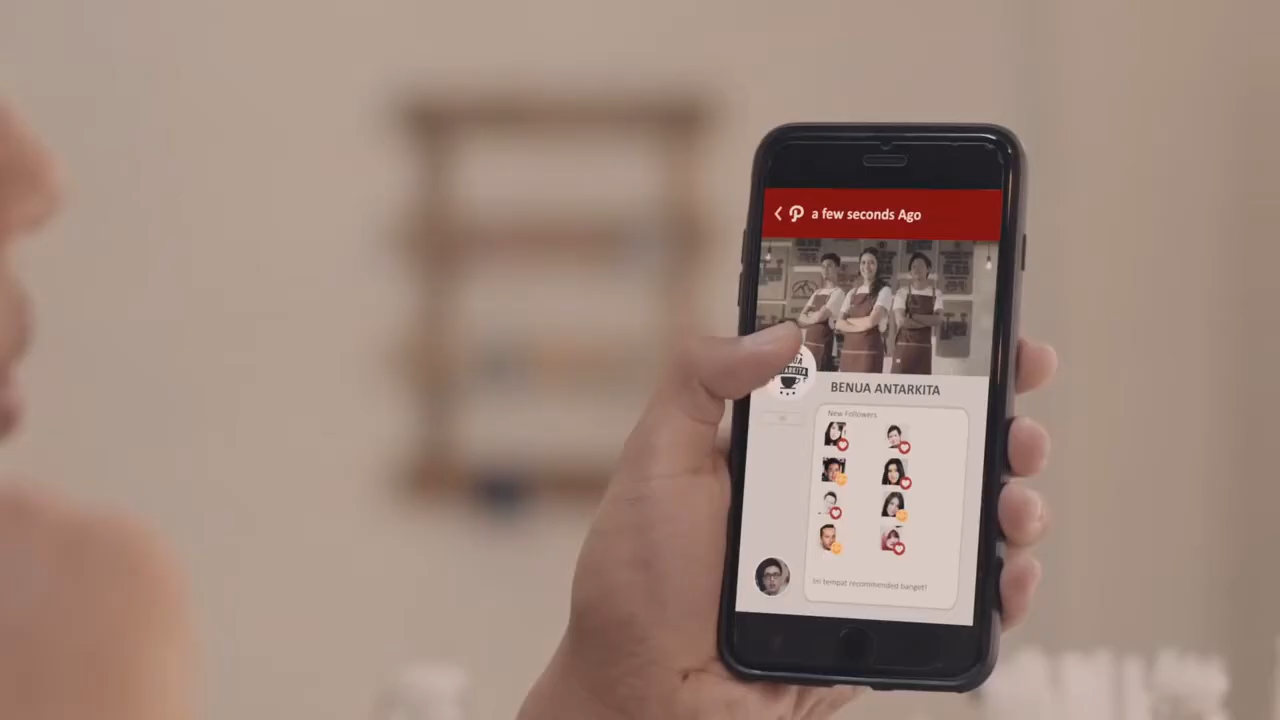 a few seconds Ago
BENUA ANTARKITA
New Followers
Ini tempat recommended banget!